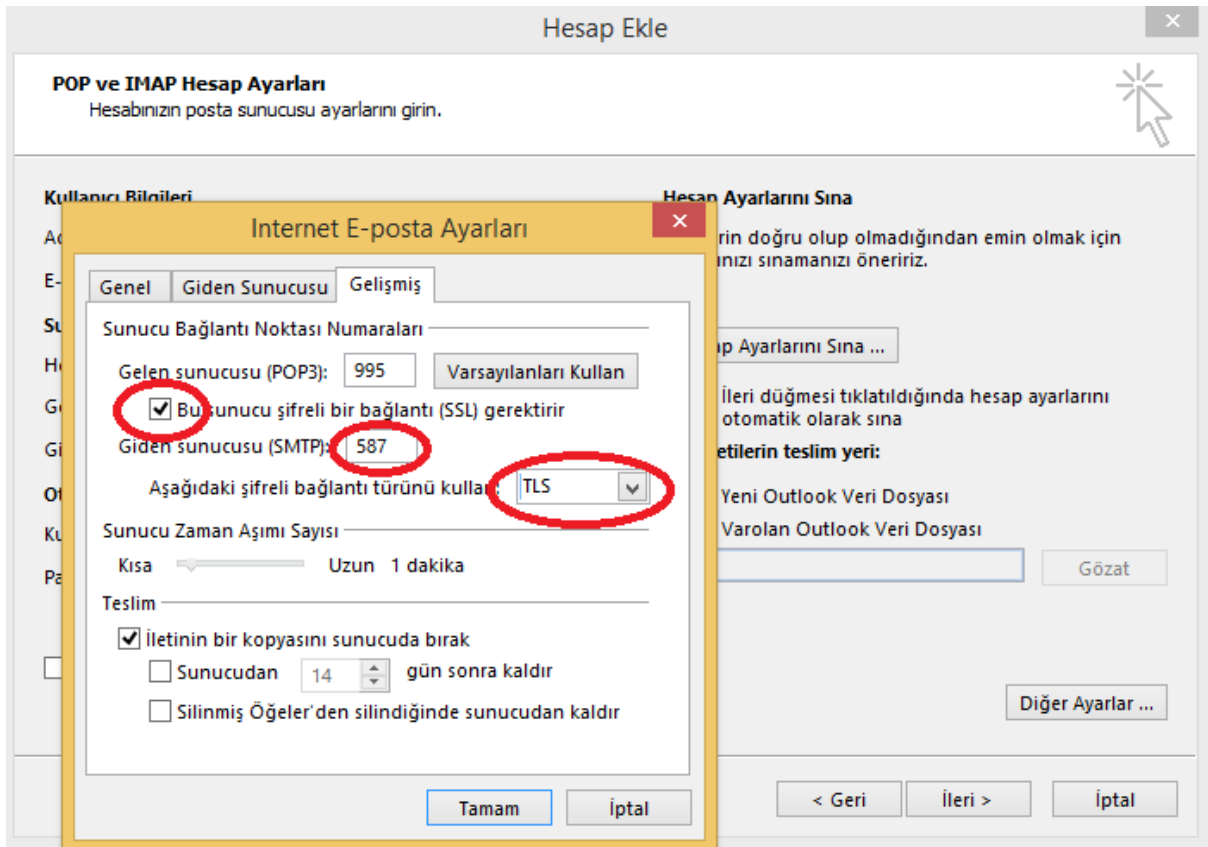 Hesap Ekle
POP ve IMAP Hesap Ayarları
Hesabınızın posta sunucusu ayarlarını girin.
Kullanıcı Bilgileri
Hesap Ayarlarını Sına
rin doğru olup olmadığından emin olmak için
ınızı sınamanızı öneririz.
ap Ayarlarını Sına ...
İleri düğmesi tıklatıldığında hesap ayarlarını
otomatik olarak sına
etilerin teslim yeri:
Yeni Outlook Veri Dosyası
Varolan Outlook Veri Dosyası
Gözat
Diğer Ayarlar ...
< Geri
İleri >
İptal
Internet E-posta Ayarları
Genel
Giden Sunucusu
Gelişmiş
Sunucu Bağlantı Noktası Numaraları
Gelen sunucusu (POP3): 995 Varsayılanları Kullan
Bu sunucu şifreli bir bağlantı (SSL) gerektirir
Giden sunucusu (SMTP): 587
Aşağıdaki şifreli bağlantı türünü kullan: TLS
Sunucu Zaman Aşımı Sayısı
Kısa Uzun 1 dakika
Teslim
İletinin bir kopyasını sunucuda bırak
Sunucudan 14 gün sonra kaldır
Silinmiş Öğeler'den silindiğinde sunucudan kaldır
Tamam
İptal